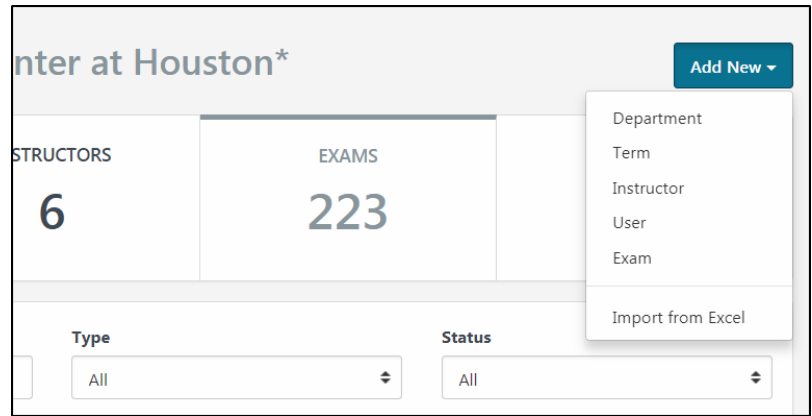 nter at Houston*
Add New
STRUCTORS
6
EXAMS
223
Department
Term
Instructor
User
Exam
Import from Excel
Type
All
Status
All